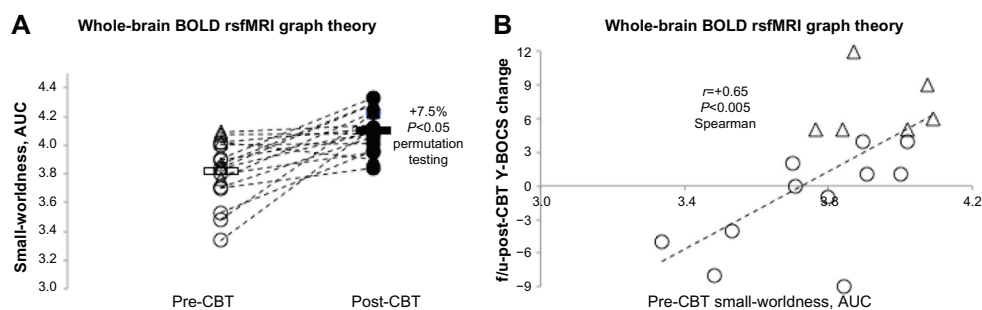 A Whole-brain BOLD rsfMRI graph theory
Small-worldness, AUC
4.4
4.2
4.0
3.8
3.6
3.4
3.2
3.0
+7.5%
P<0.05
permutation
testing
Pre-CBT Post-CBT
B Whole-brain BOLD rsfMRI graph theory
f/u-post-CBT Y-BOCS change
12
9
6
3
0
−3
−6
−9
r=+0.65
P<0.005
Spearman
3.0 3.4 3.8 4.2
Pre-CBT small-worldness, AUC